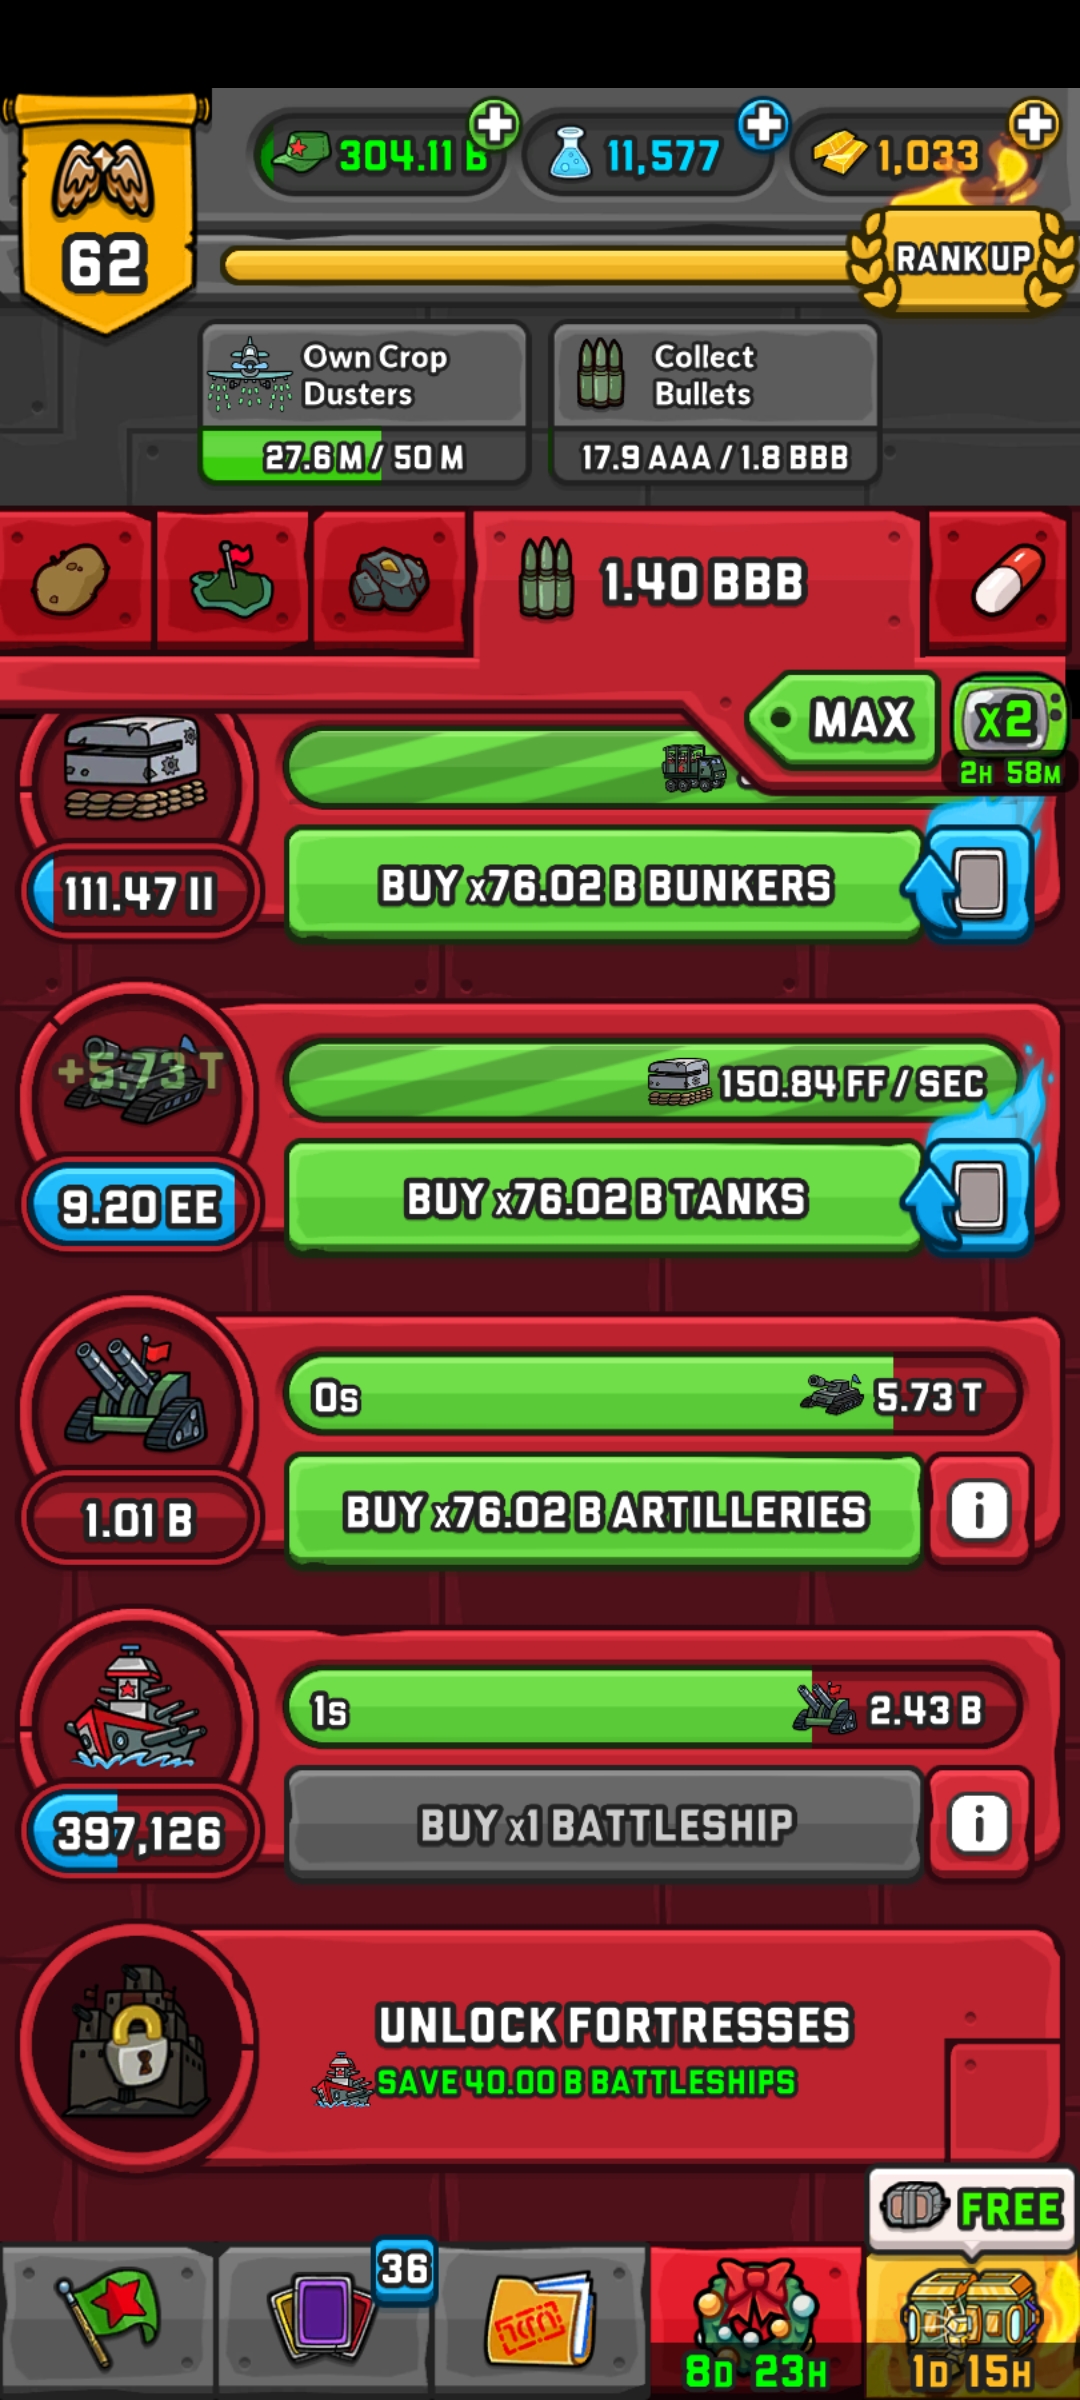 304.11 B
11,577
1,033
62
RANK UP
Own Crop
Dusters
27.6 M / 50 M
Collect
Bullets
17.9 AAA / 1.8 BBB
1.40 BBB
MAX
x2
2H 58M
111.47 II
BUY x76.02 B BUNKERS
+5.73 T
150.84 FF / SEC
9.20 EE
BUY x76.02 B TANKS
0s
5.73 T
1.01 B
BUY x76.02 B ARTILLERIES
i
1s
2.43 B
397,126
BUY x1 BATTLESHIP
i
UNLOCK FORTRESSES
SAVE 40.00 B BATTLESHIPS
FREE
36
8D 23H
1D 15H